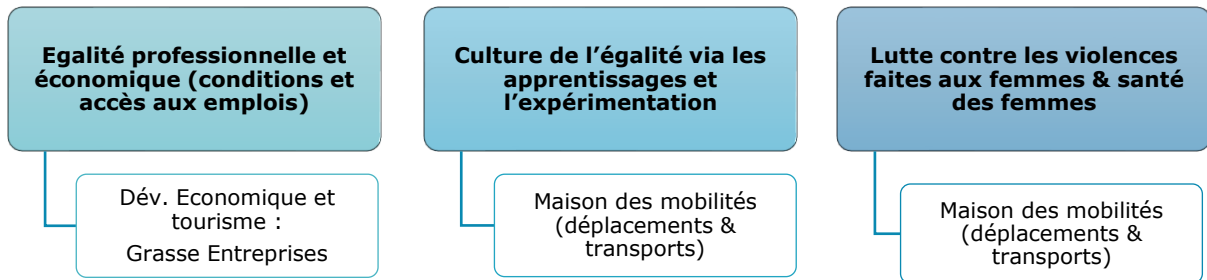 Egalité professionnelle et
économique (conditions et
accès aux emplois)
Dév. Economique et
tourisme :
Grasse Entreprises
Culture de l’égalité via les
apprentissages et
l’expérimentation
Maison des mobilités
(déplacements &
transports)
Lutte contre les violences
faites aux femmes & santé
des femmes
Maison des mobilités
(déplacements &
transports)